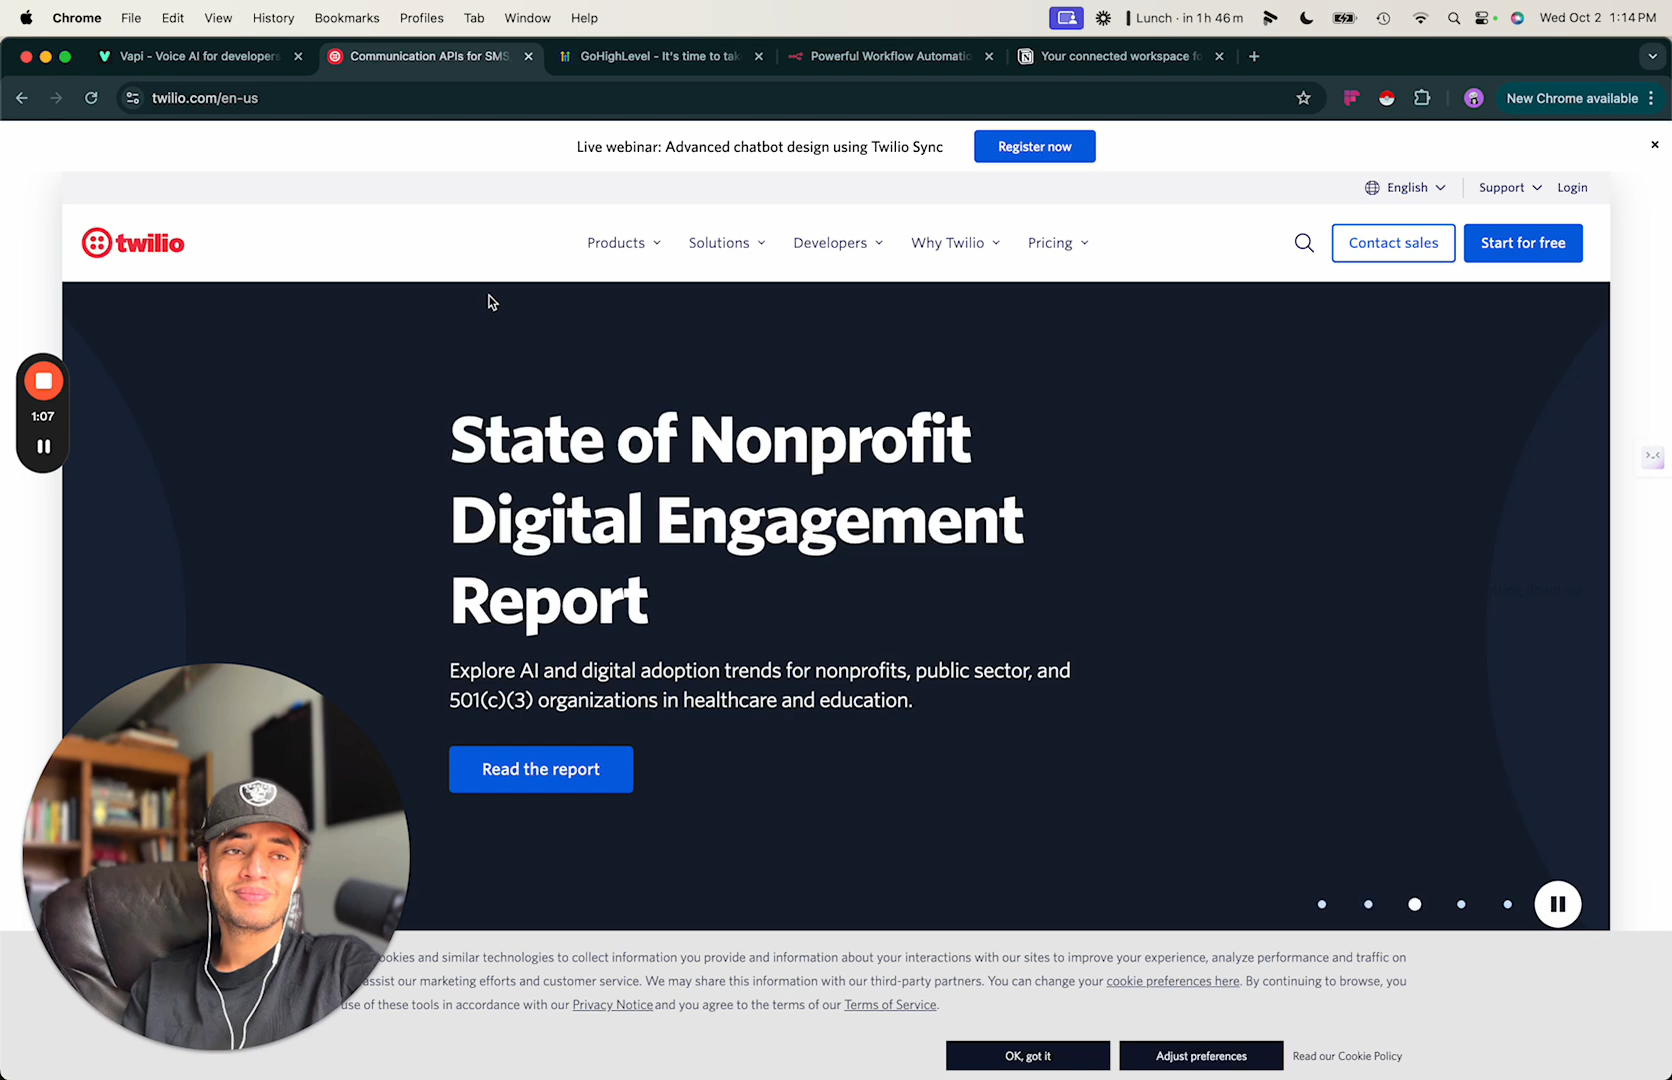 Chrome File Edit View History Bookmarks Profiles Tab Window Help Lunch · in 1 h 46 m Wed Oct 2 1:14 PM
Vapi - Voice AI for developers Communication APIs for SMS, GoHighLevel - It's time to tak Powerful Workflow Automatio Your connected workspace fo
twilio.com/en-us New Chrome available
Live webinar: Advanced chatbot design using Twilio Sync Register now
English Support Login
twilio Products Solutions Developers Why Twilio Pricing Contact sales Start for free
1:07
State of Nonprofit
Digital Engagement
Report
Explore AI and digital adoption trends for nonprofits, public sector, and
501(c)(3) organizations in healthcare and education.
Read the report
ookies and similar technologies to collect information you provide and information about your interactions with our sites to improve your experience, analyze performance and traffic on
assist our marketing efforts and customer service. We may share this information with our third-party partners. You can change your cookie preferences here. By continuing to browse, you
use of these tools in accordance with our Privacy Notice and you agree to the terms of our Terms of Service.
OK, got it Adjust preferences Read our Cookie Policy